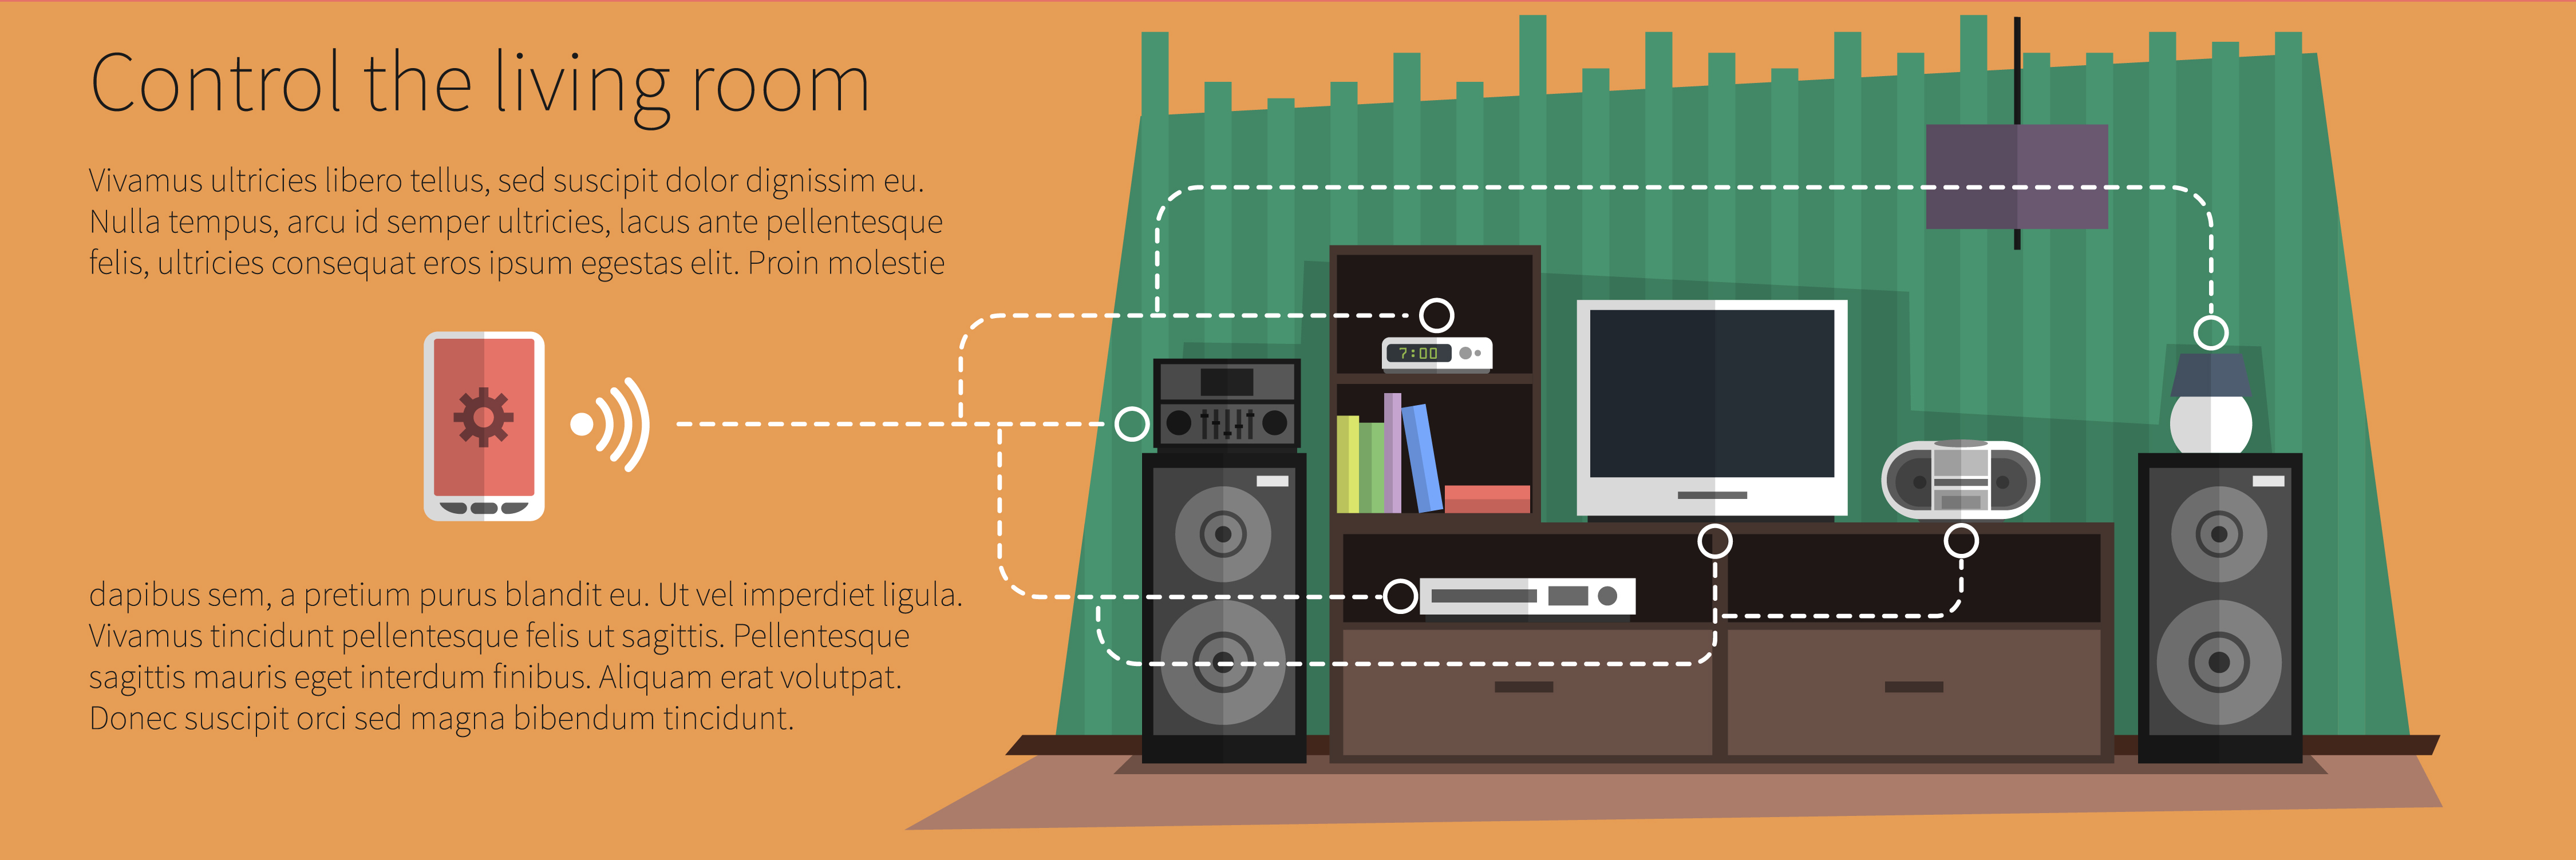 Control the living room
Vivamus ultricies libero tellus, sed suscipit dolor dignissim eu.
Nulla tempus, arcu id semper ultricies, lacus ante pellentesque
felis, ultricies consequat eros ipsum egestas elit. Proin molestie
dapibus sem, a pretium purus blandit eu. Ut vel imperdiet ligula.
Vivamus tincidunt pellentesque felis ut sagittis. Pellentesque
sagittis mauris eget interdum finibus. Aliquam erat volutpat.
Donec suscipit orci sed magna bibendum tincidunt.
7:00